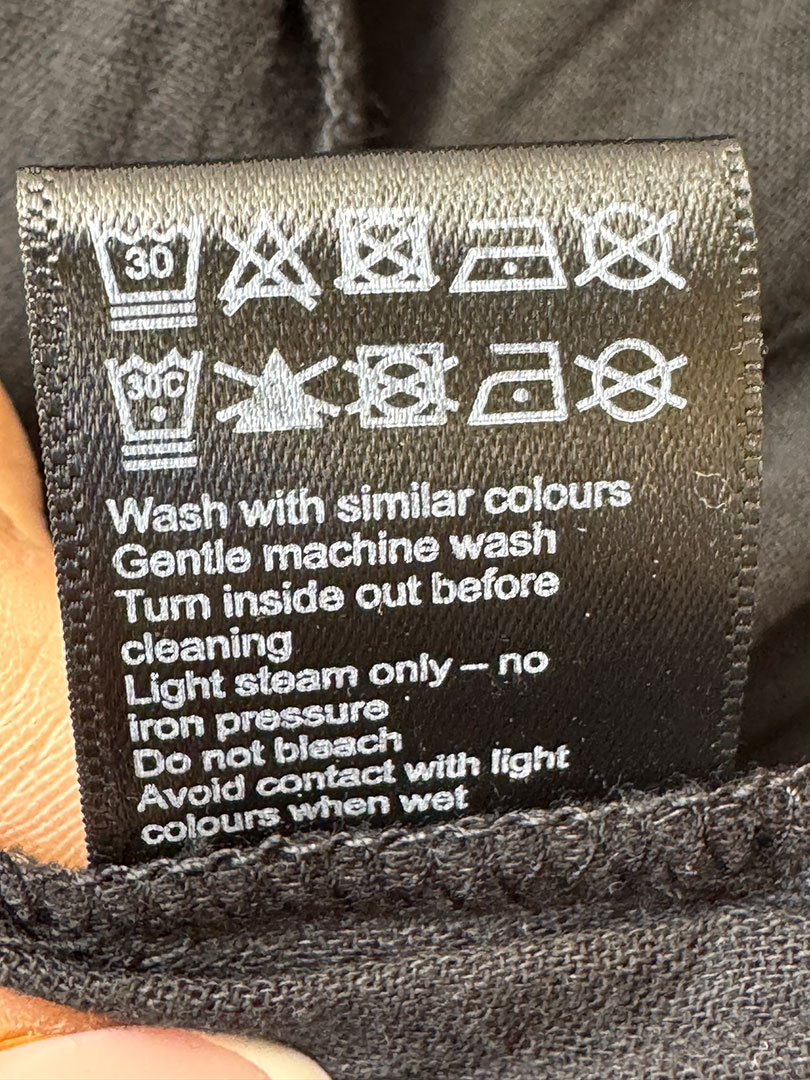 30
30C
Wash with similar colours
Gentle machine wash
Turn inside out before
cleaning
Light steam only – no
iron pressure
Do not bleach
Avoid contact with light
colours when wet